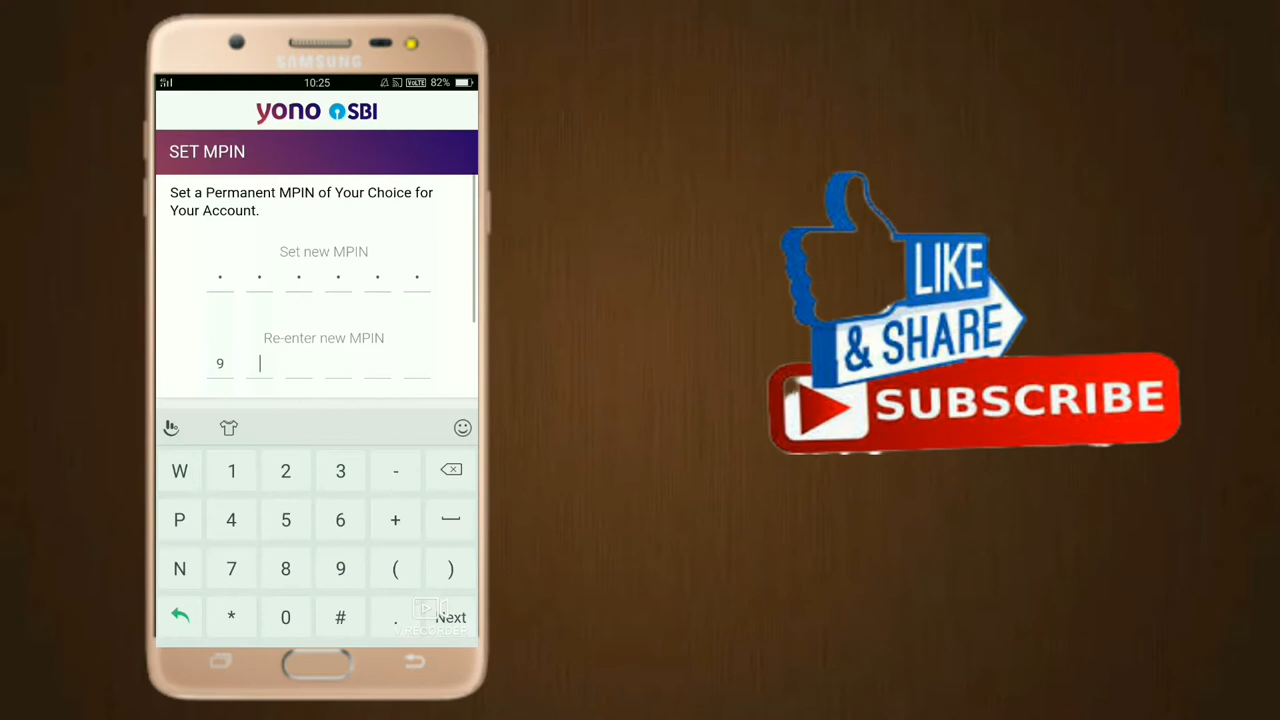 SAMSUNG
10:25
VoLTE 82%
yono SBI
SET MPIN
Set a Permanent MPIN of Your Choice for
Your Account.
Set new MPIN
Re-enter new MPIN
9
W 1 2 3 -
P 4 5 6 +
N 7 8 9 ( )
* 0 # . Next
V RECORDER
LIKE
& SHARE
SUBSCRIBE